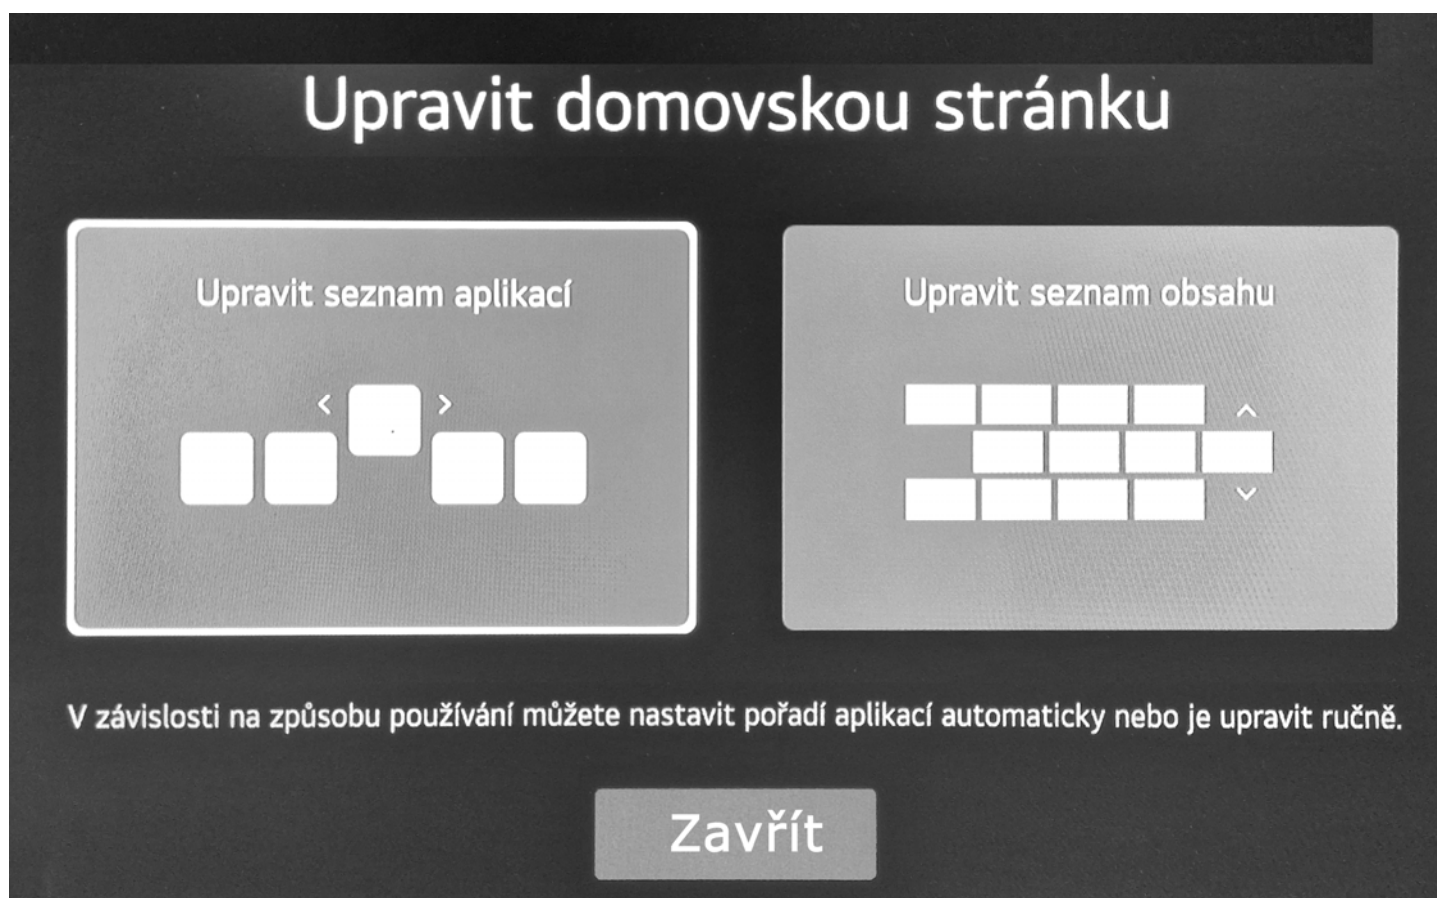 Upravit domovskou stránku
Upravit seznam aplikací
Upravit seznam obsahu
V závislosti na způsobu používání můžete nastavit pořadí aplikací automaticky nebo je upravit ručně.
Zavřít